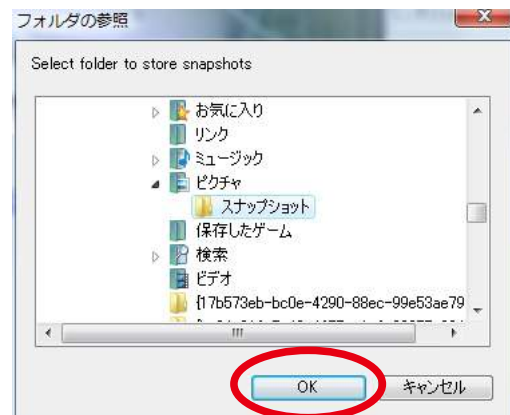 フォルダの参照
Select folder to store snapshots
お気に入り
リンク
ミュージック
ピクチャ
スナップショット
保存したゲーム
検索
ビデオ
{17b573eb-bc0e-4290-88ec-99e53ae79
OK
キャンセル